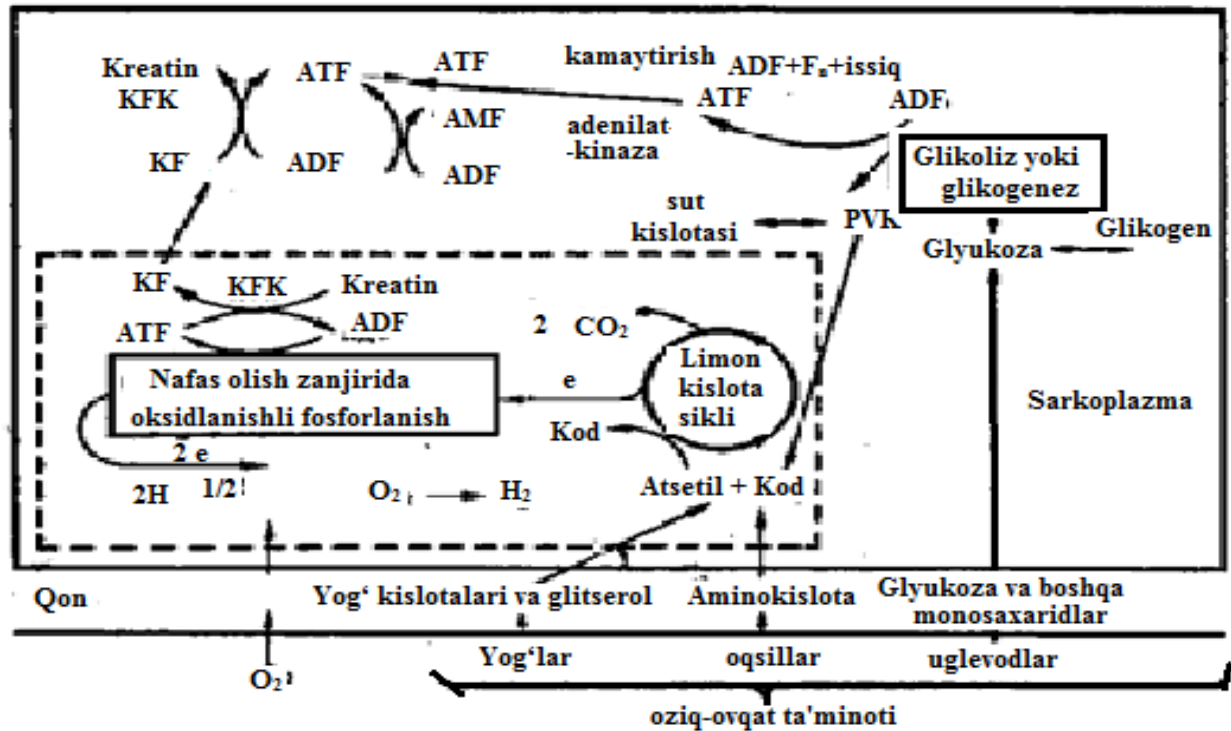 Kreatin
KFK
ATF
ATF
kamaytirish
ADF+Fₙ+issiq
ATF
ADF
AMF
adenilat-
-kinaza
KF
ADF
ADF
Glikoliz yoki
glikogenez
sut
kislotasi
PVK
Glyukoza
Glikogen
KF
KFK
Kreatin
ATF
ADF
2 CO₂
Limon
kislota
sikli
Nafas olish zanjirida
oksidlanishli fosforlanish
e
Kod
Sarkoplazma
2 e
2H
1/2
O₂
H₂
Atsetil + Kod
Qon
Yog‘ kislotalari va glitserol
Aminokislota
Glyukoza va boshqa
monosaxaridlar
O₂
Yog‘lar
oqsillar
uglevodlar
oziq-ovqat ta'minoti